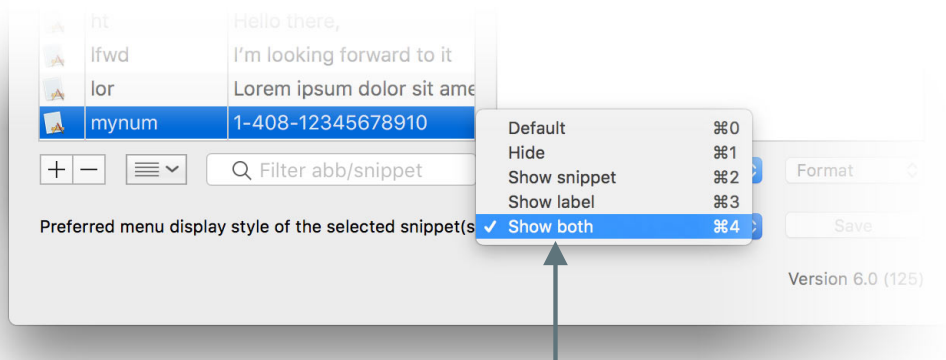 ht Hello there,
lfwd I'm looking forward to it
lor Lorem ipsum dolor sit ame
mynum 1-408-12345678910
Default ⌘0
Hide ⌘1
Show snippet ⌘2
Show label ⌘3
✓ Show both ⌘4
+ − Filter abb/snippet Format
Preferred menu display style of the selected snippet(s Save
Version 6.0 (125)